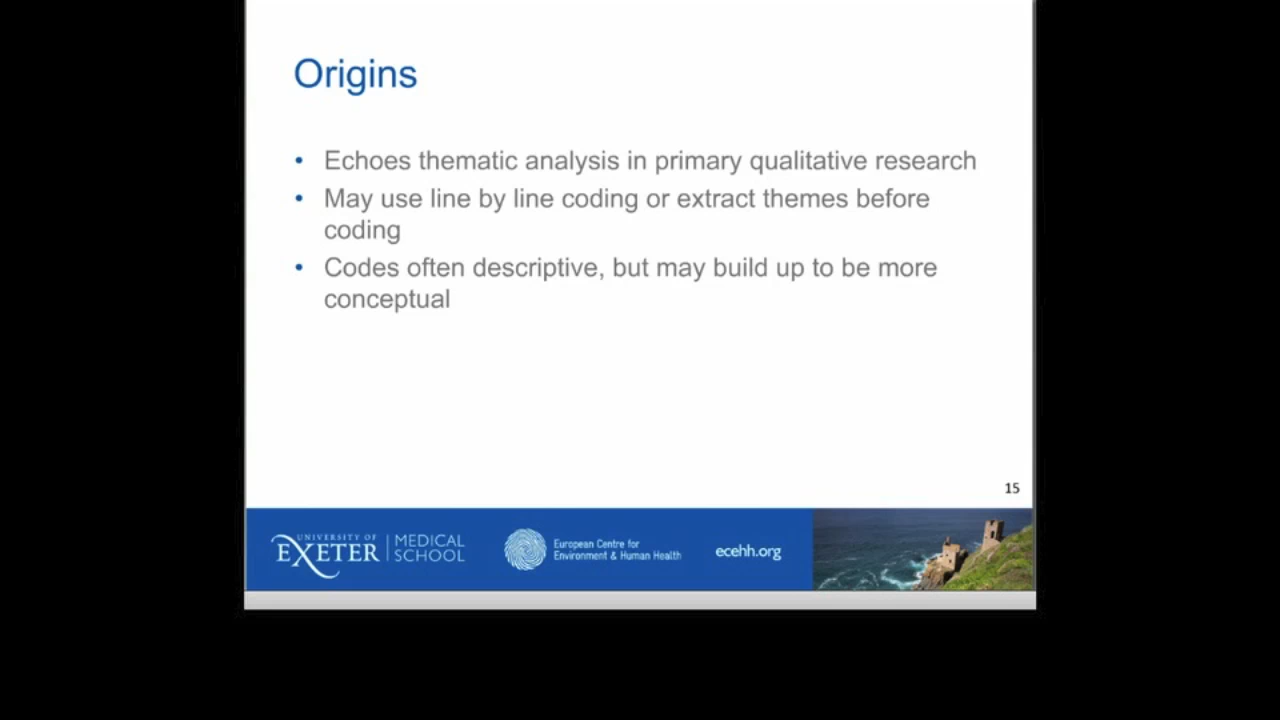 Origins
• Echoes thematic analysis in primary qualitative research
• May use line by line coding or extract themes before
coding
• Codes often descriptive, but may build up to be more
conceptual
15
UNIVERSITY OF
EXETER
MEDICAL
SCHOOL
European Centre for
Environment & Human Health
ecehh.org